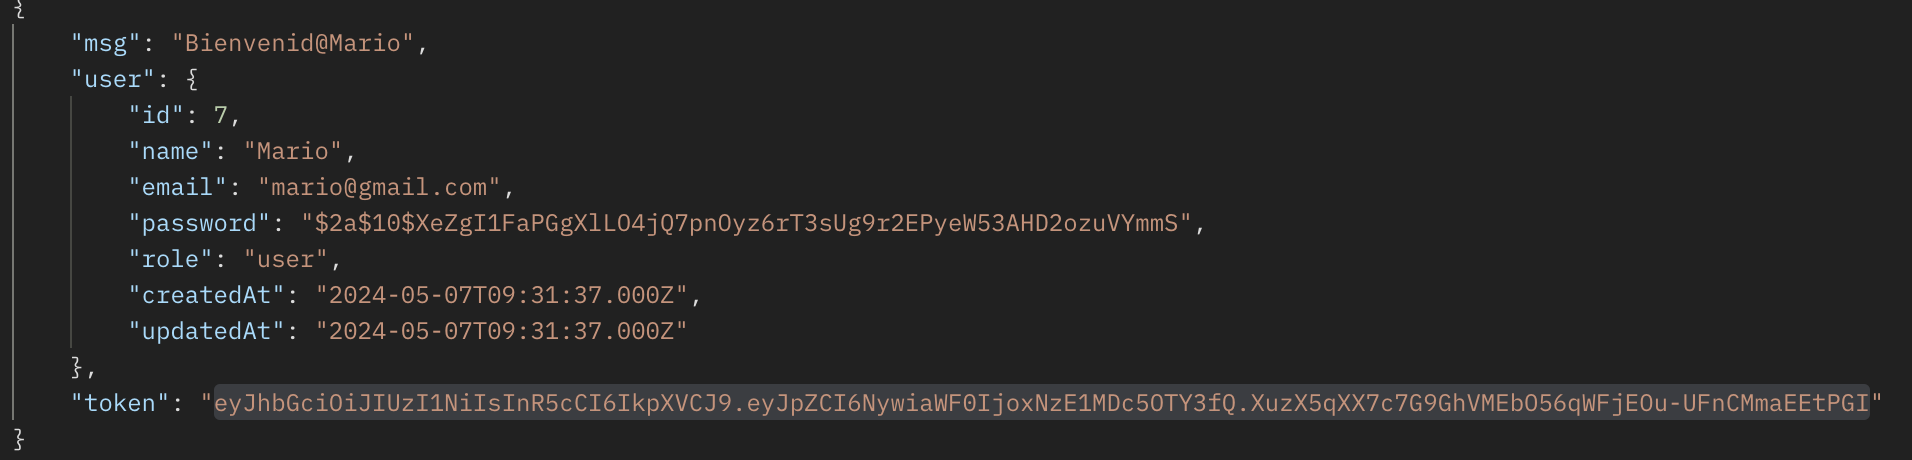 {
"msg": "Bienvenid@Mario",
"user": {
"id": 7,
"name": "Mario",
"email": "mario@gmail.com",
"password": "$2a$10$XeZgI1FaPGgXlLO4jQ7pnOyz6rT3sUg9r2EPyeW53AHD2ozuVYmmS",
"role": "user",
"createdAt": "2024-05-07T09:31:37.000Z",
"updatedAt": "2024-05-07T09:31:37.000Z"
},
"token": "eyJhbGciOiJIUzI1NiIsInR5cCI6IkpXVCJ9.eyJpZCI6NywiaWF0IjoxNzE1MDc5OTY3fQ.XuzX5qXX7c7G9GhVMEbO56qWFjEOu-UFnCMmaEEtPGI"
}